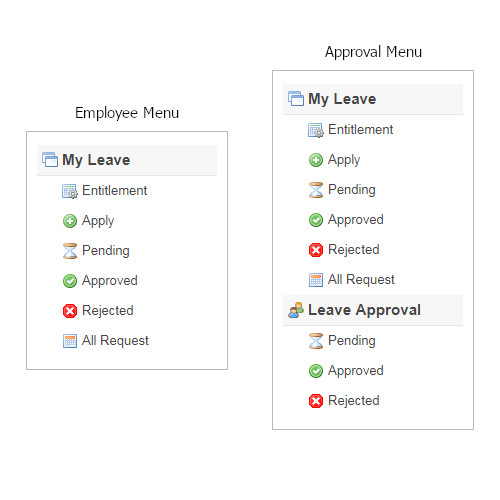 Employee Menu
My Leave
Entitlement
Apply
Pending
Approved
Rejected
All Request
Approval Menu
My Leave
Entitlement
Apply
Pending
Approved
Rejected
All Request
Leave Approval
Pending
Approved
Rejected